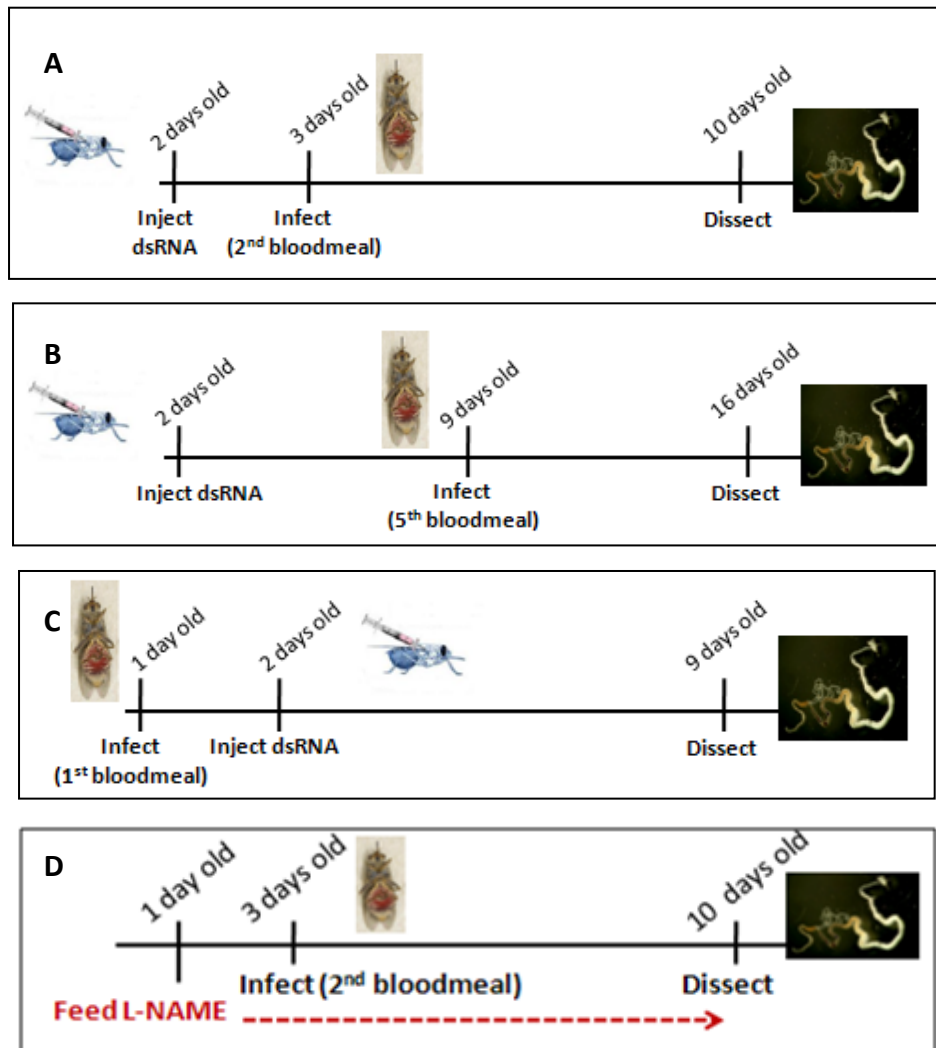 A
2 days old
3 days old
10 days old
Inject
dsRNA
Infect
(2nd bloodmeal)
Dissect
B
2 days old
9 days old
16 days old
Inject dsRNA
Infect
(5th bloodmeal)
Dissect
C
1 day old
2 days old
9 days old
Infect
(1st bloodmeal)
Inject dsRNA
Dissect
D
1 day old
3 days old
10 days old
Infect (2nd bloodmeal)
Dissect
Feed L-NAME